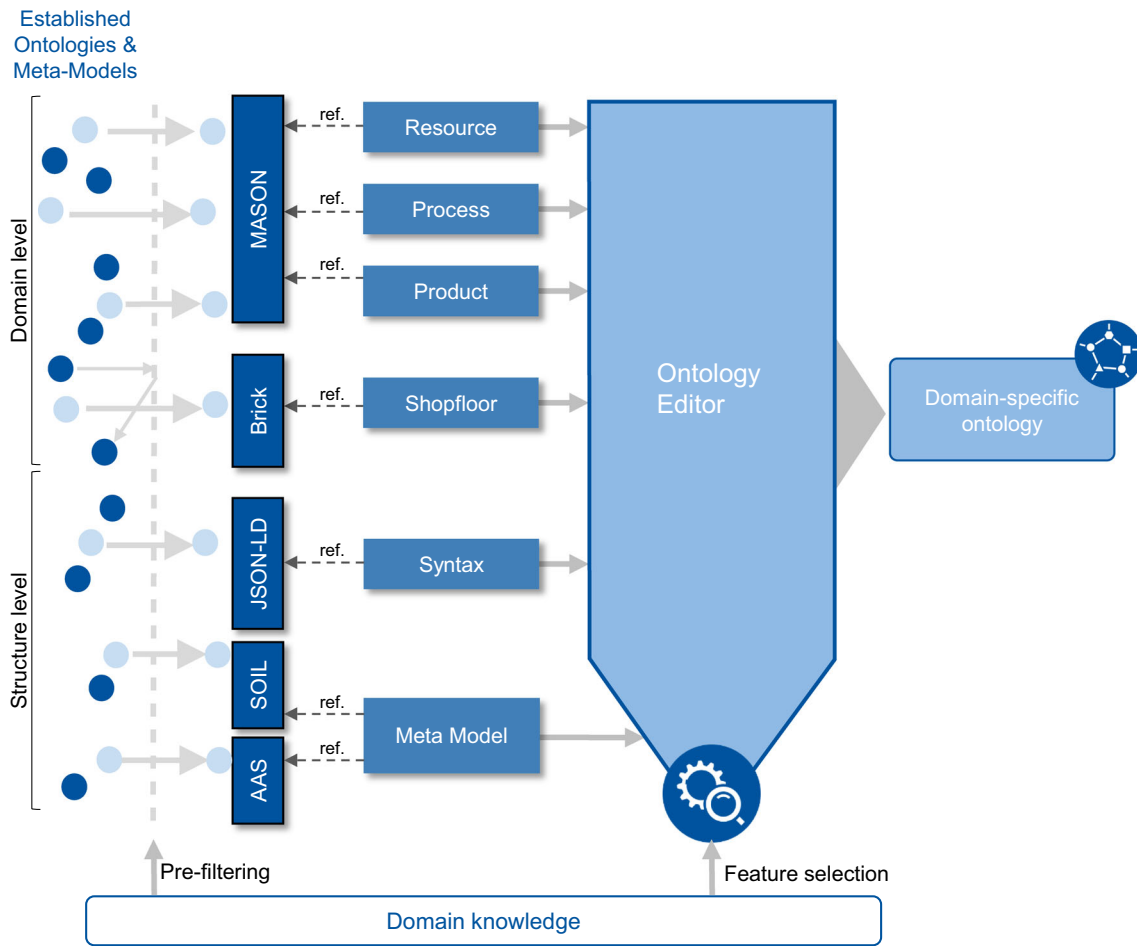 Established
Ontologies &
Meta-Models
Domain level
Structure level
MASON
Brick
JSON-LD
SOIL
AAS
ref.
Resource
ref.
Process
ref.
Product
ref.
Shopfloor
ref.
Syntax
ref.
ref.
Meta Model
Ontology
Editor
Domain-specific
ontology
Pre-filtering
Feature selection
Domain knowledge